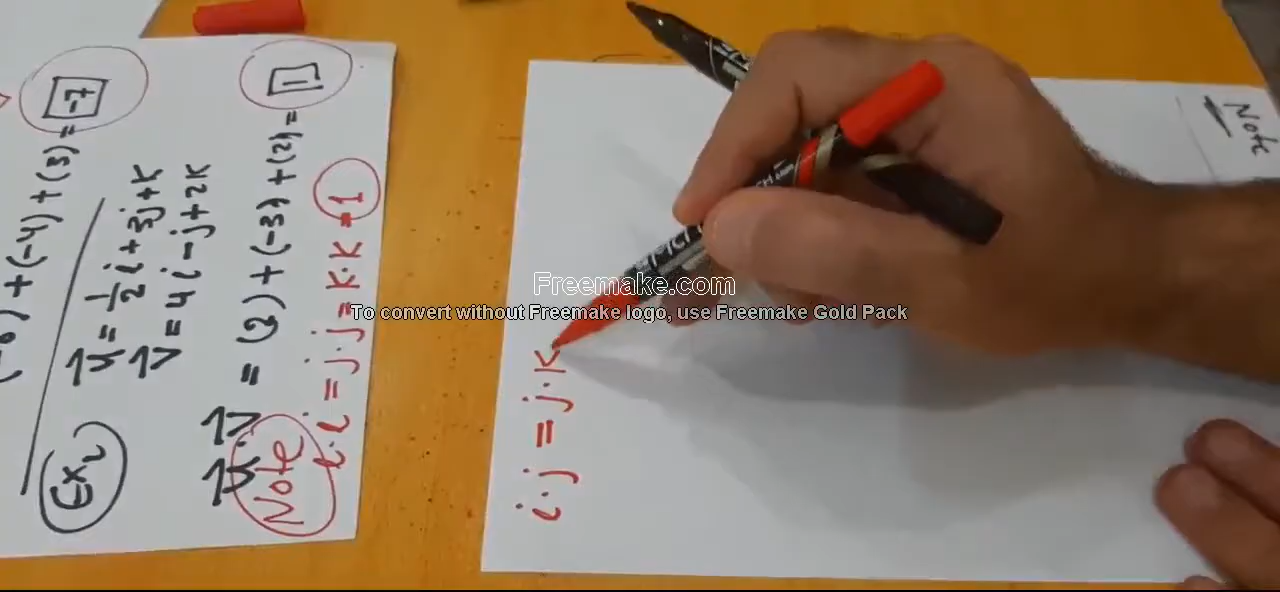 (-4) + (3) = -7
Ex
u = 1/2 i + 3j + k
v = 4i - j + 2k
u · v = (2) + (-3) + (2) = 1
Note
i·i = j·j = k·k = 1
i·j = j·k
Note
Freemake.com
To convert without Freemake logo, use Freemake Gold Pack